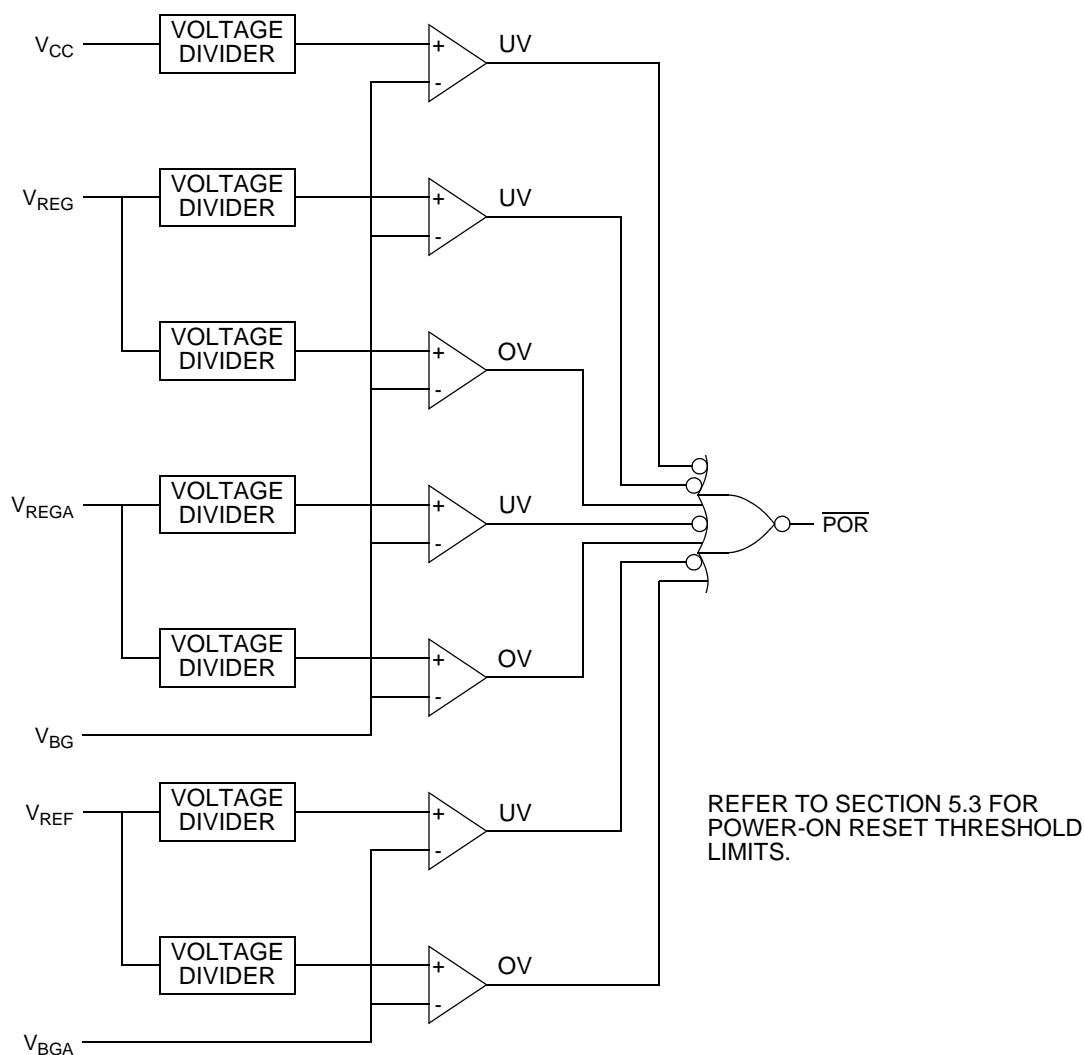 VCC
VOLTAGE
DIVIDER
+
-
UV
VREG
VOLTAGE
DIVIDER
+
-
UV
VOLTAGE
DIVIDER
+
-
OV
VREGA
VOLTAGE
DIVIDER
+
-
UV
POR
VOLTAGE
DIVIDER
+
-
OV
VBG
VREF
VOLTAGE
DIVIDER
+
-
UV
REFER TO SECTION 5.3 FOR
POWER-ON RESET THRESHOLD
LIMITS.
VOLTAGE
DIVIDER
+
-
OV
VBGA